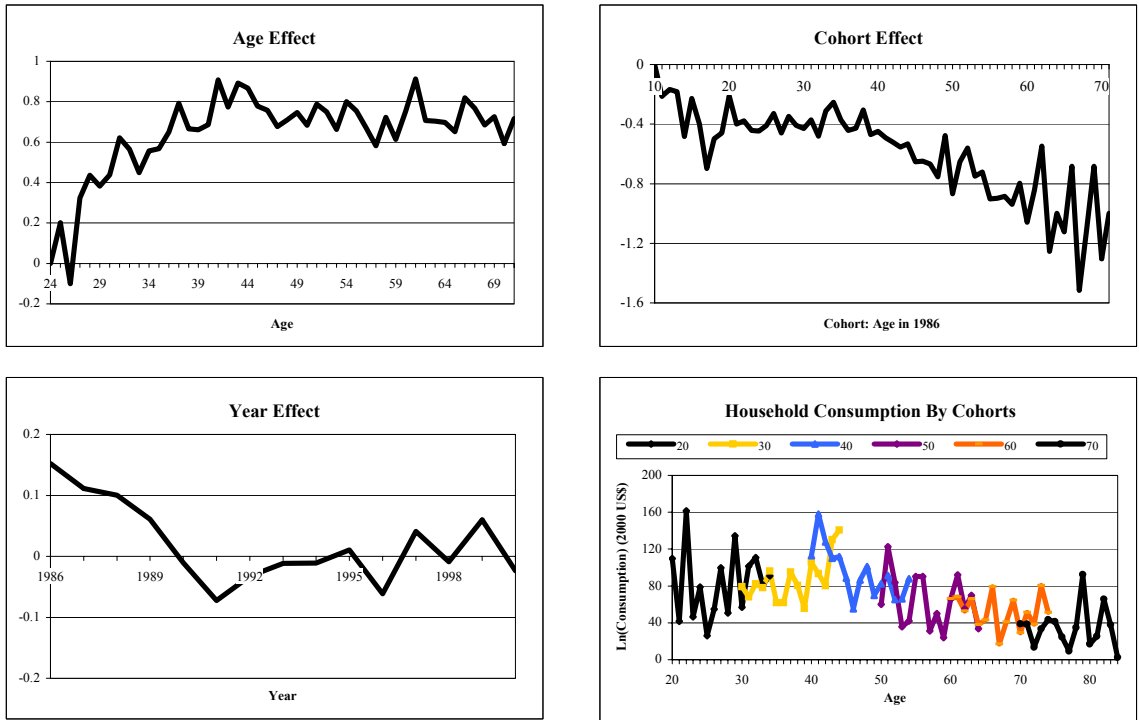 Age Effect
1
0.8
0.6
0.4
0.2
0
-0.2
24 29 34 39 44 49 54 59 64 69
Age
Cohort Effect
0
-0.4
-0.8
-1.2
-1.6
10 20 30 40 50 60 70
Cohort: Age in 1986
Year Effect
0.2
0.1
0
-0.1
-0.2
1986 1989 1992 1995 1998
Year
Household Consumption By Cohorts
20 30 40 50 60 70
Ln(Consumption) (2000 US$)
200
160
120
80
40
0
20 30 40 50 60 70 80
Age